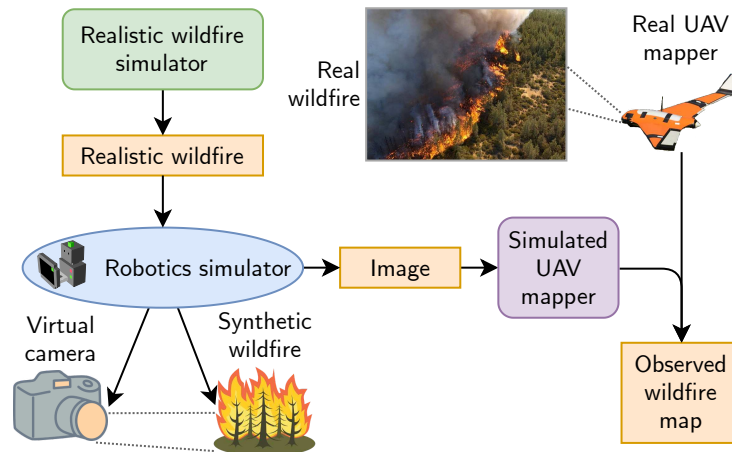 Realistic wildfire
simulator
Real
wildfire
Real UAV
mapper
Realistic wildfire
Robotics simulator
Image
Simulated
UAV
mapper
Virtual
camera
Synthetic
wildfire
Observed
wildfire
map